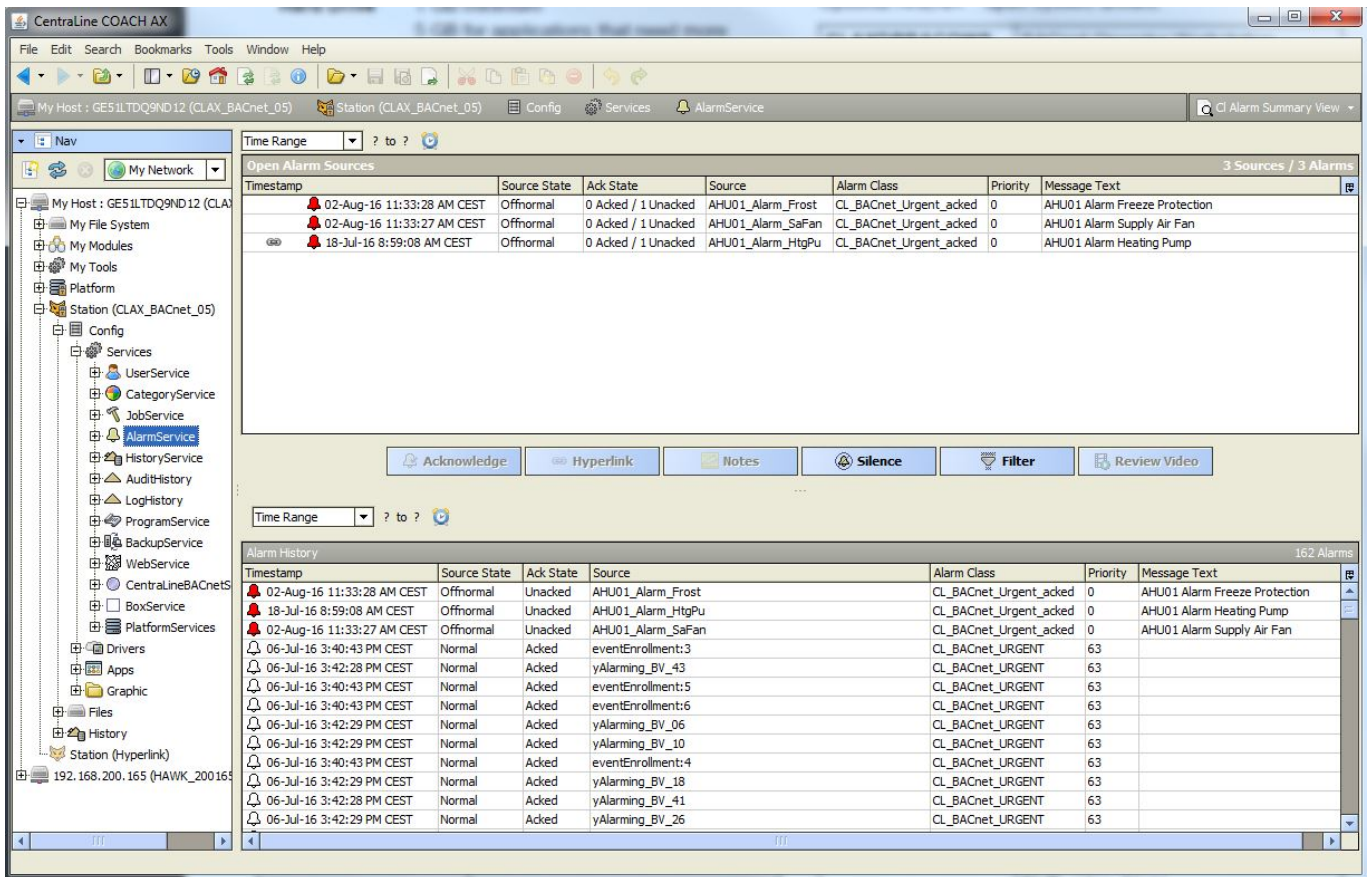 CentraLine COACH AX
File Edit Search Bookmarks Tools Window Help
My Host : GE51LTDQ9ND12 (CLAX_BACnet_05) Station (CLAX_BACnet_05) Config Services AlarmService Cl Alarm Summary View
Nav
My Network
My Host : GE51LTDQ9ND12 (CLA
My File System
My Modules
My Tools
Platform
Station (CLAX_BACnet_05)
Config
Services
UserService
CategoryService
JobService
AlarmService
HistoryService
AuditHistory
LogHistory
ProgramService
BackupService
WebService
CentraLineBACnetS
BoxService
PlatformServices
Drivers
Apps
Graphic
Files
History
Station (Hyperlink)
192.168.200.165 (HAWK_200165
Time Range ? to ?
Open Alarm Sources 3 Sources / 3 Alarms
Timestamp Source State Ack State Source Alarm Class Priority Message Text
02-Aug-16 11:33:28 AM CEST Offnormal 0 Acked / 1 Unacked AHU01_Alarm_Frost CL_BACnet_Urgent_acked 0 AHU01 Alarm Freeze Protection
02-Aug-16 11:33:27 AM CEST Offnormal 0 Acked / 1 Unacked AHU01_Alarm_SaFan CL_BACnet_Urgent_acked 0 AHU01 Alarm Supply Air Fan
18-Jul-16 8:59:08 AM CEST Offnormal 0 Acked / 1 Unacked AHU01_Alarm_HtgPu CL_BACnet_Urgent_acked 0 AHU01 Alarm Heating Pump
Acknowledge Hyperlink Notes Silence Filter Review Video
Time Range ? to ?
Alarm History 162 Alarms
Timestamp Source State Ack State Source Alarm Class Priority Message Text
02-Aug-16 11:33:28 AM CEST Offnormal Unacked AHU01_Alarm_Frost CL_BACnet_Urgent_acked 0 AHU01 Alarm Freeze Protection
18-Jul-16 8:59:08 AM CEST Offnormal Unacked AHU01_Alarm_HtgPu CL_BACnet_Urgent_acked 0 AHU01 Alarm Heating Pump
02-Aug-16 11:33:27 AM CEST Offnormal Unacked AHU01_Alarm_SaFan CL_BACnet_Urgent_acked 0 AHU01 Alarm Supply Air Fan
06-Jul-16 3:40:43 PM CEST Normal Acked eventEnrollment:3 CL_BACnet_URGENT 63
06-Jul-16 3:42:28 PM CEST Normal Acked yAlarming_BV_43 CL_BACnet_URGENT 63
06-Jul-16 3:40:43 PM CEST Normal Acked eventEnrollment:5 CL_BACnet_URGENT 63
06-Jul-16 3:40:43 PM CEST Normal Acked eventEnrollment:6 CL_BACnet_URGENT 63
06-Jul-16 3:42:29 PM CEST Normal Acked yAlarming_BV_06 CL_BACnet_URGENT 63
06-Jul-16 3:42:29 PM CEST Normal Acked yAlarming_BV_10 CL_BACnet_URGENT 63
06-Jul-16 3:40:43 PM CEST Normal Acked eventEnrollment:4 CL_BACnet_URGENT 63
06-Jul-16 3:42:29 PM CEST Normal Acked yAlarming_BV_18 CL_BACnet_URGENT 63
06-Jul-16 3:42:28 PM CEST Normal Acked yAlarming_BV_41 CL_BACnet_URGENT 63
06-Jul-16 3:42:29 PM CEST Normal Acked yAlarming_BV_26 CL_BACnet_URGENT 63